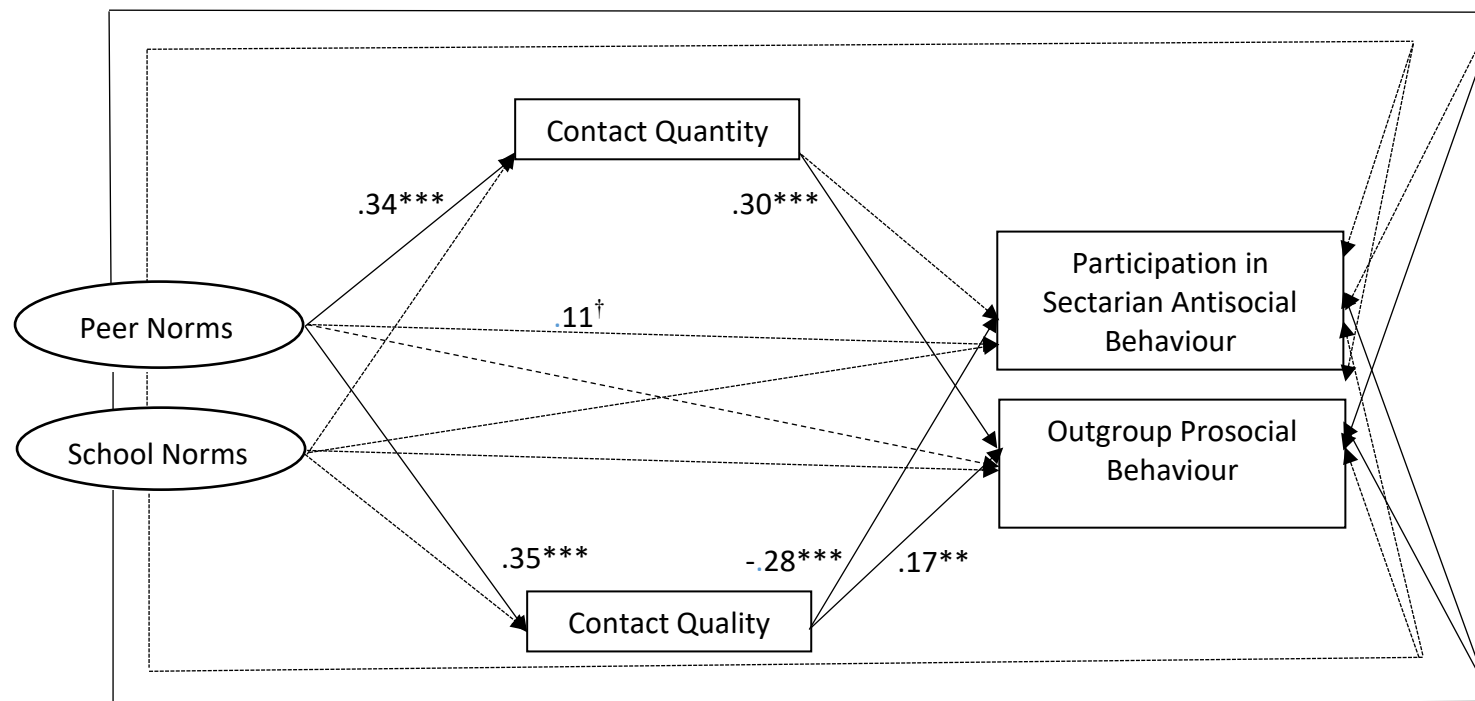 Contact Quantity
.34***
.30***
Participation in
Sectarian Antisocial
Behaviour
Peer Norms
.11†
School Norms
Outgroup Prosocial
Behaviour
.35***
-.28***
.17**
Contact Quality